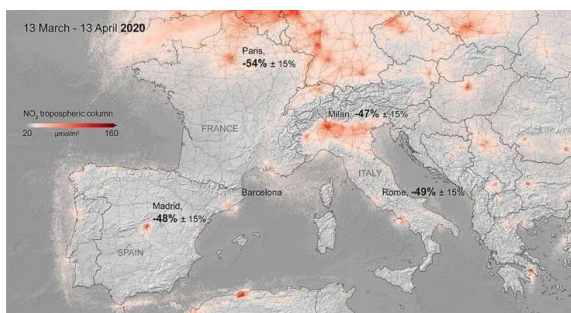 13 March - 13 April 2020
Paris,
-54% ± 15%
NO₂ tropospheric column
µmol/m²
20
160
FRANCE
Milan, -47% ± 15%
ITALY
Barcelona
Rome, -49% ± 15%
Madrid,
-48% ± 15%
SPAIN